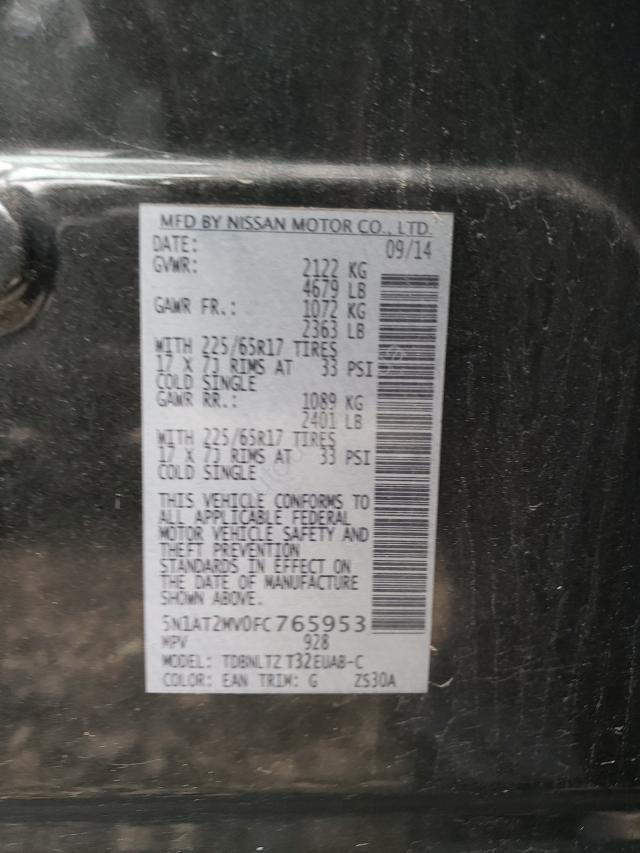 MFD BY NISSAN MOTOR CO., LTD.
DATE: 09/14
GVWR: 2122 KG
4679 LB
GAWR FR.: 1072 KG
2363 LB
WITH 225/65R17 TIRES
17 X 7J RIMS AT 33 PSI
COLD SINGLE
GAWR RR.: 1089 KG
2401 LB
WITH 225/65R17 TIRES
17 X 7J RIMS AT 33 PSI
COLD SINGLE
THIS VEHICLE CONFORMS TO
ALL APPLICABLE FEDERAL
MOTOR VEHICLE SAFETY AND
THEFT PREVENTION
STANDARDS IN EFFECT ON
THE DATE OF MANUFACTURE
SHOWN ABOVE.
5N1AT2MV0FC765953
MPV 928
MODEL: TDBNLTZ T32EUAB-C
COLOR: EAN TRIM: G ZS30A